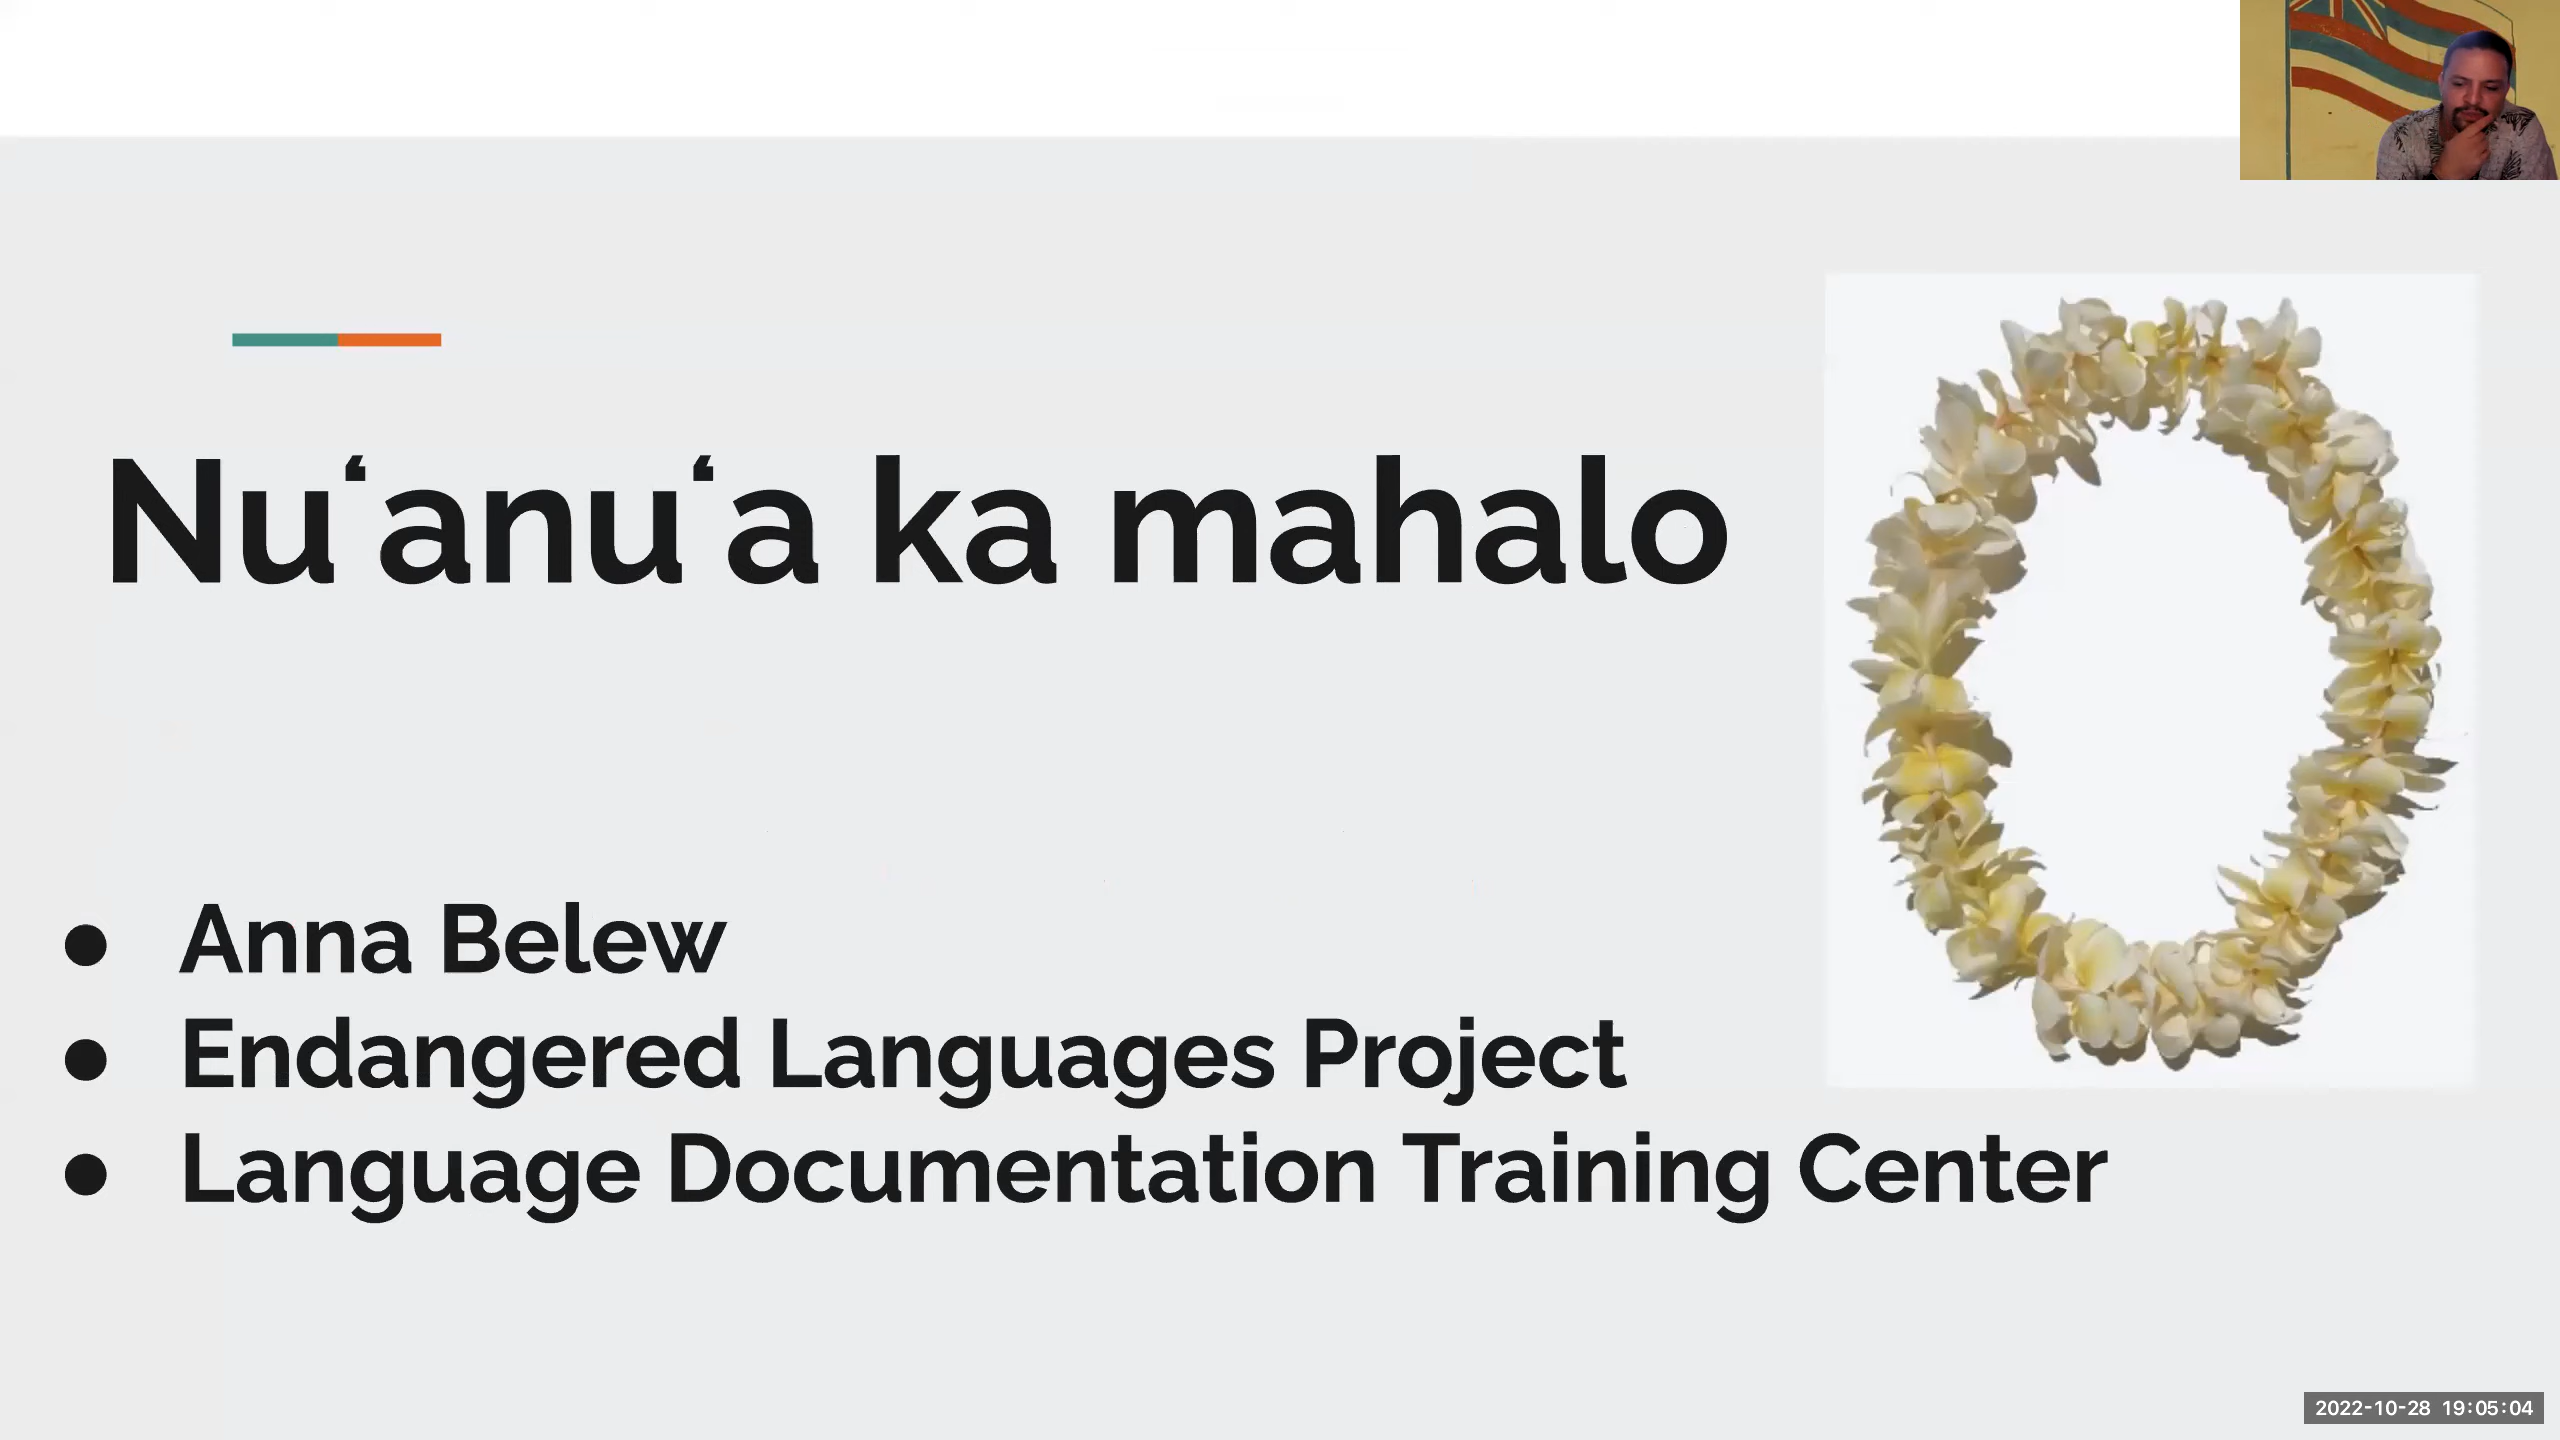 Nuʻanuʻa ka mahalo
● Anna Belew
● Endangered Languages Project
● Language Documentation Training Center
2022-10-28 19:05:04